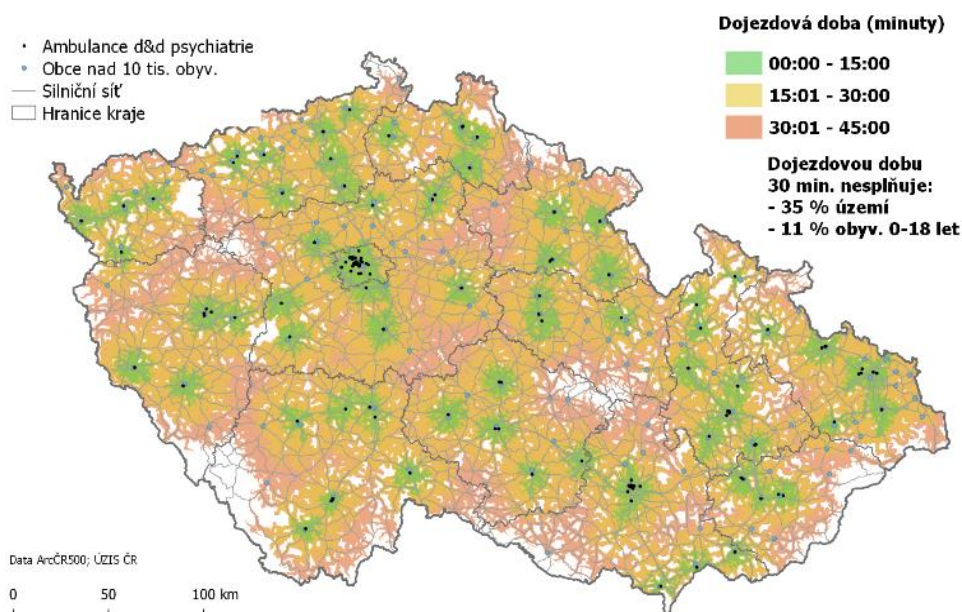 Ambulance d&d psychiatrie
Obce nad 10 tis. obyv.
Silniční síť
Hranice kraje
Dojezdová doba (minuty)
00:00 - 15:00
15:01 - 30:00
30:01 - 45:00
Dojezdovou dobu
30 min. nesplňuje:
- 35 % území
- 11 % obyv. 0-18 let
Data ArcČR500; ÚZIS ČR
0 50 100 km